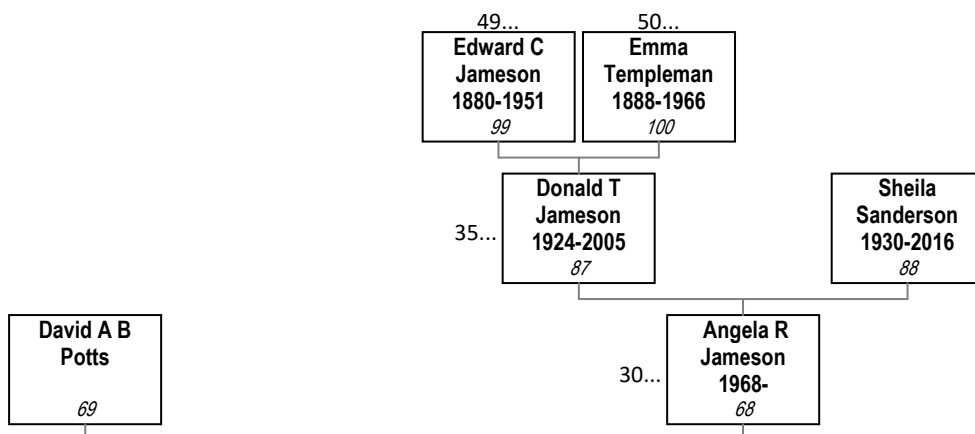 49...
50...
Edward C
Jameson
1880-1951
99
Emma
Templeman
1888-1966
100
35...
Donald T
Jameson
1924-2005
87
Sheila
Sanderson
1930-2016
88
David A B
Potts
69
30...
Angela R
Jameson
1968-
68